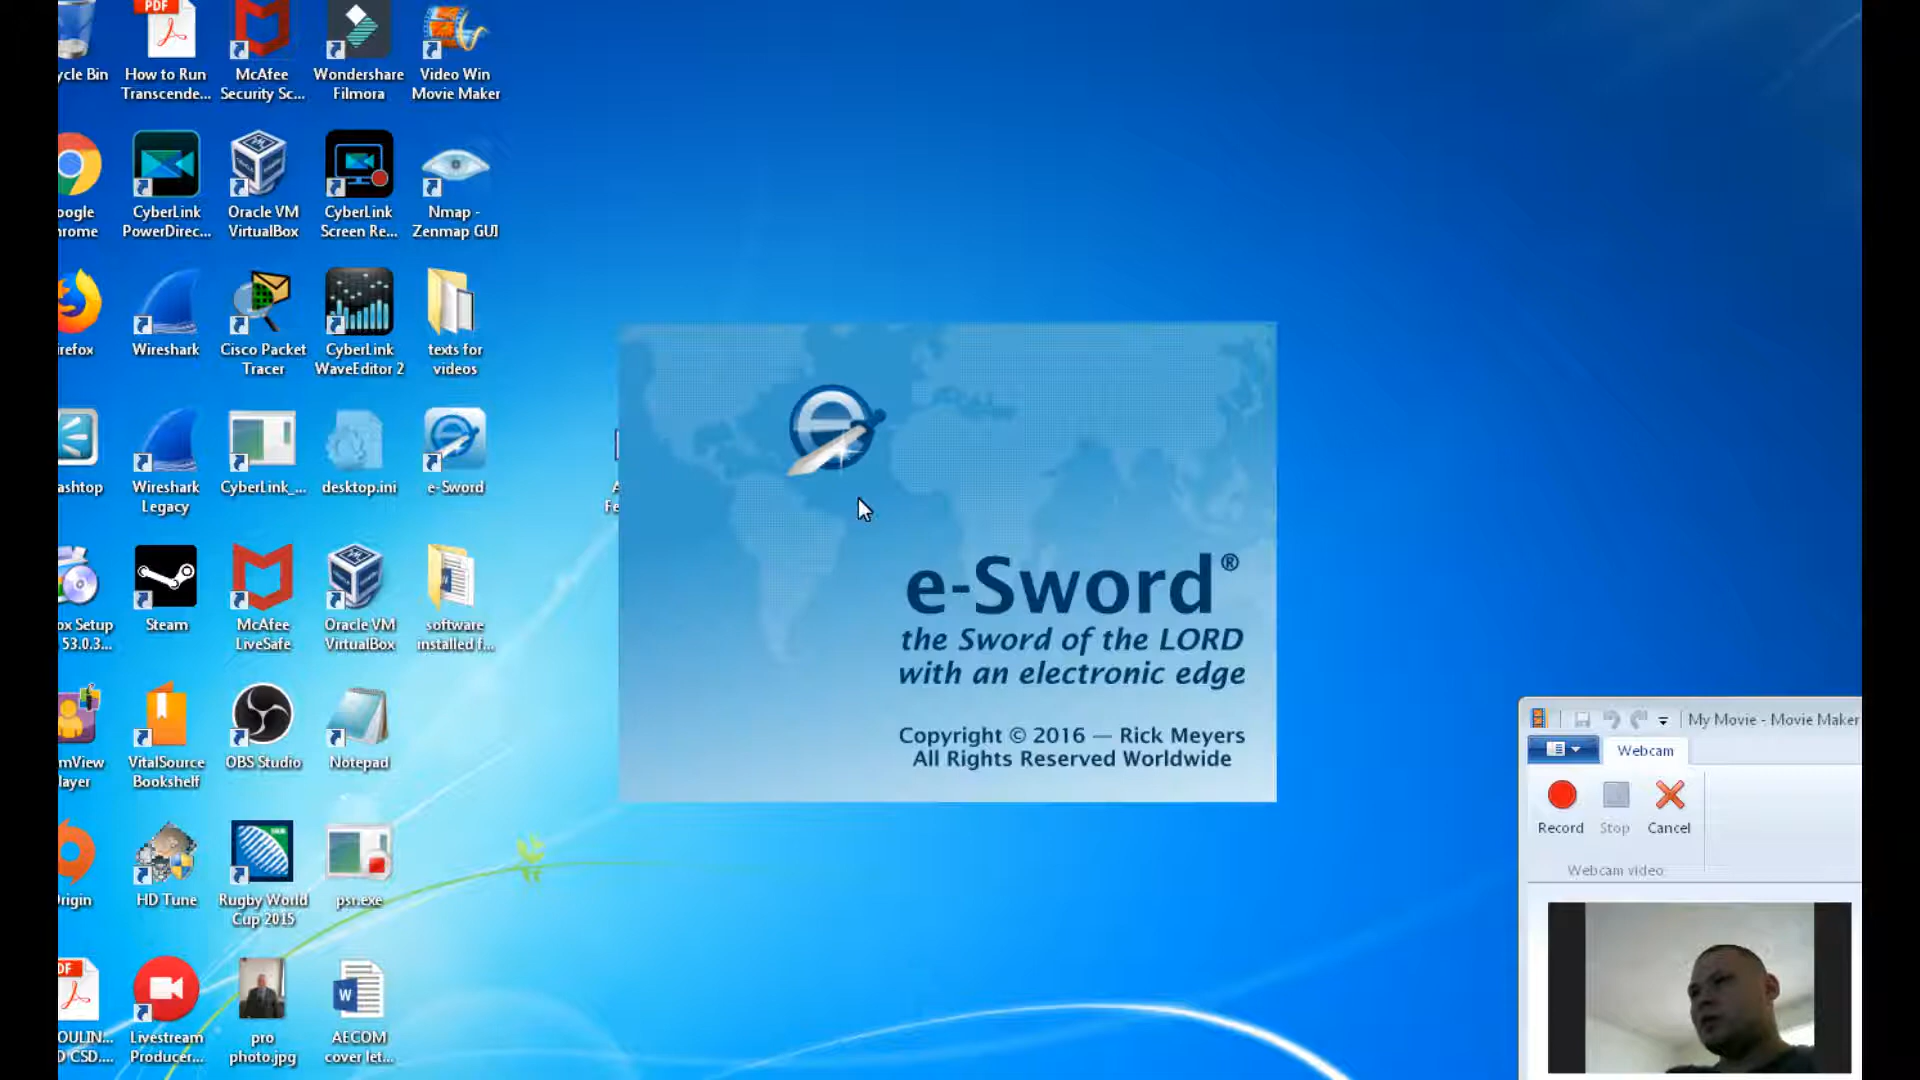 ycle Bin
How to Run
Transcende...
McAfee
Security Sc...
Wondershare
Filmora
Video Win
Movie Maker
oogle
hrome
CyberLink
PowerDirec...
Oracle VM
VirtualBox
CyberLink
Screen Re...
Nmap -
Zenmap GUI
irefox
Wireshark
Cisco Packet
Tracer
CyberLink
WaveEditor 2
texts for
videos
ashtop
Wireshark
Legacy
CyberLink_...
desktop.ini
e-Sword
A
Fe
ox Setup
53.0.3...
Steam
McAfee
LiveSafe
Oracle VM
VirtualBox
software
installed f...
amView
layer
VitalSource
Bookshelf
OBS Studio
Notepad
Origin
HD Tune
Rugby World
Cup 2015
psr.exe
OULIN...
D CSD....
Livestream
Producer...
pro
photo.jpg
AECOM
cover let...
PDF
DF
W
e-Sword®
the Sword of the LORD
with an electronic edge
Copyright © 2016 — Rick Meyers
All Rights Reserved Worldwide
My Movie - Movie Maker
Webcam
Record
Stop
Cancel
Webcam video